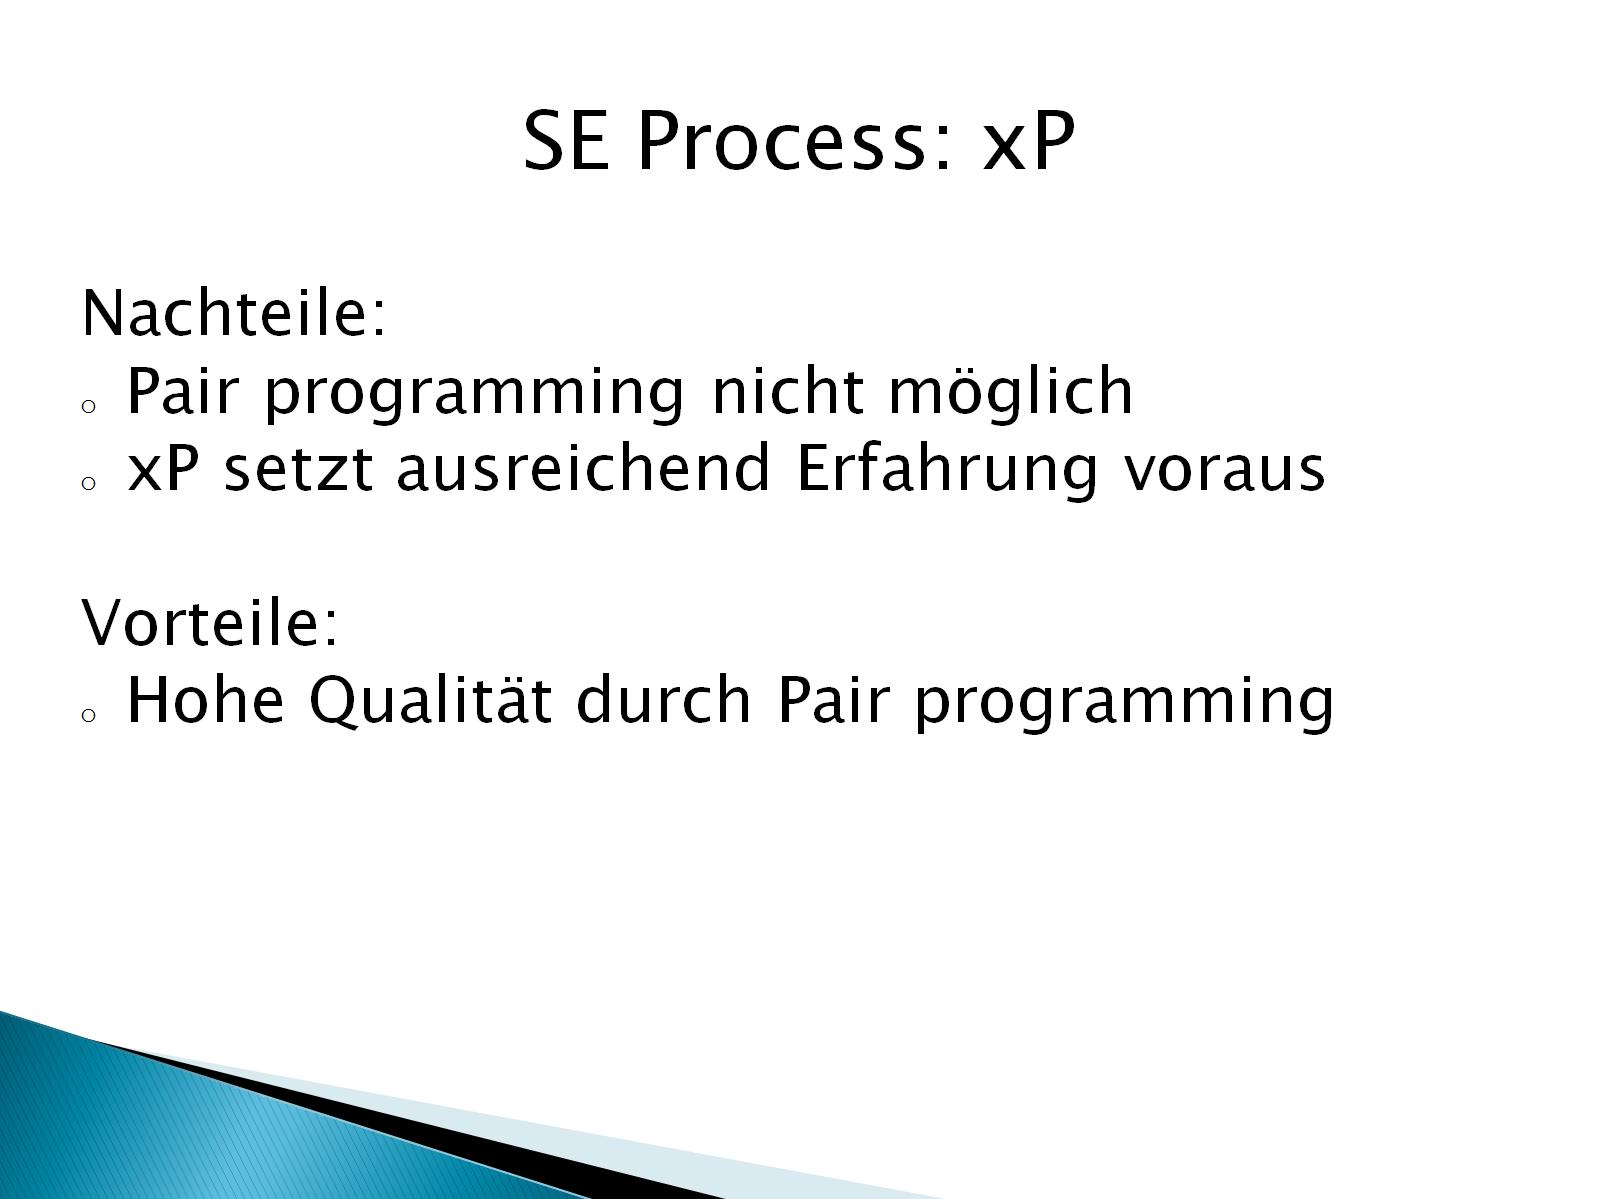 SE Process: xP
Nachteile:
o Pair programming nicht möglich
o xP setzt ausreichend Erfahrung voraus
Vorteile:
o Hohe Qualität durch Pair programming